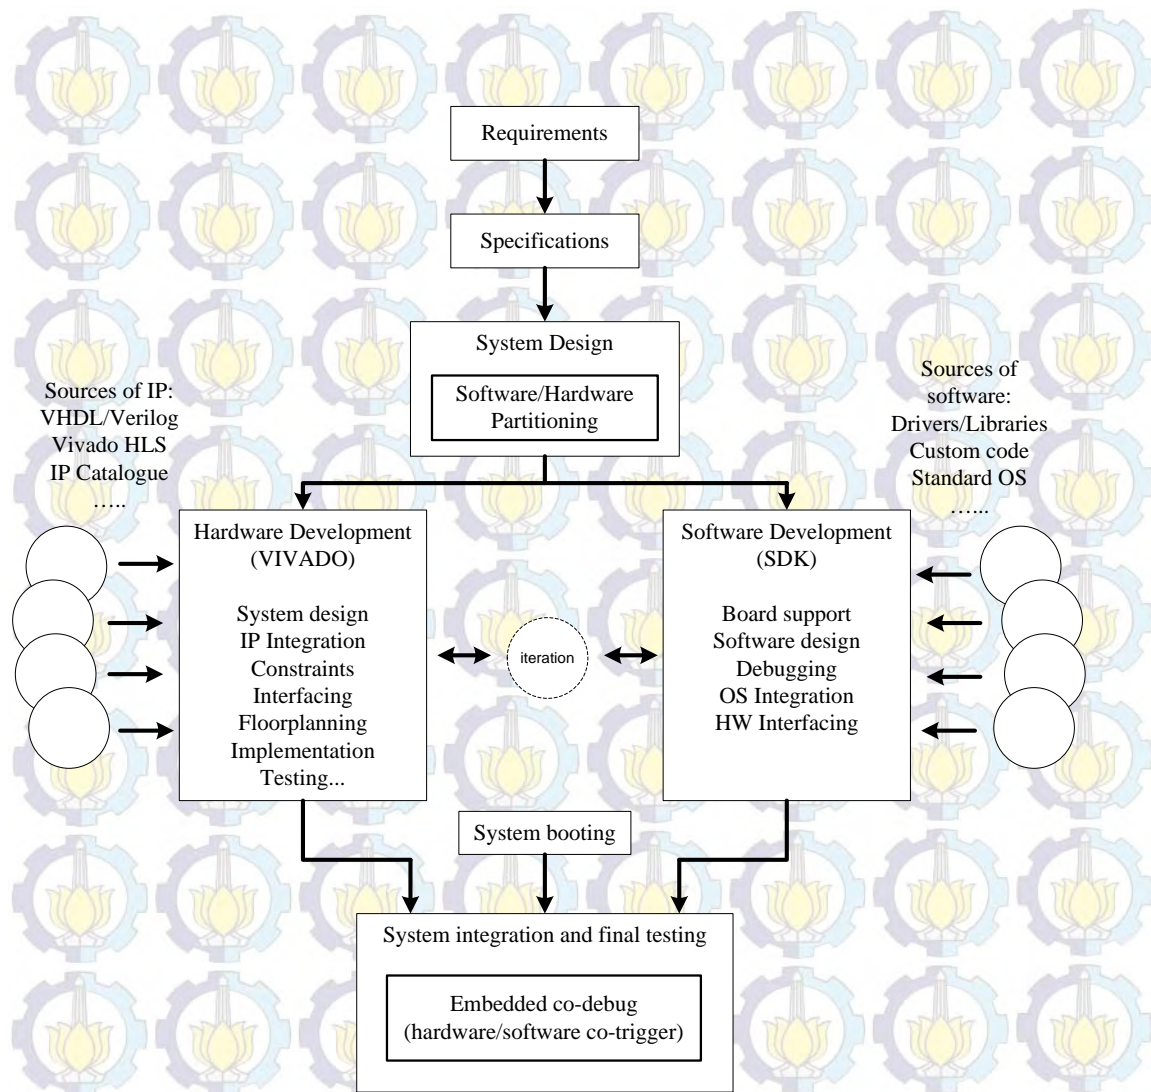 Requirements
Specifications
System Design
Software/Hardware
Partitioning
Sources of IP:
VHDL/Verilog
Vivado HLS
IP Catalogue
…..
Sources of
software:
Drivers/Libraries
Custom code
Standard OS
…...
Hardware Development
(VIVADO)
System design
IP Integration
Constraints
Interfacing
Floorplanning
Implementation
Testing...
iteration
Software Development
(SDK)
Board support
Software design
Debugging
OS Integration
HW Interfacing
System booting
System integration and final testing
Embedded co-debug
(hardware/software co-trigger)